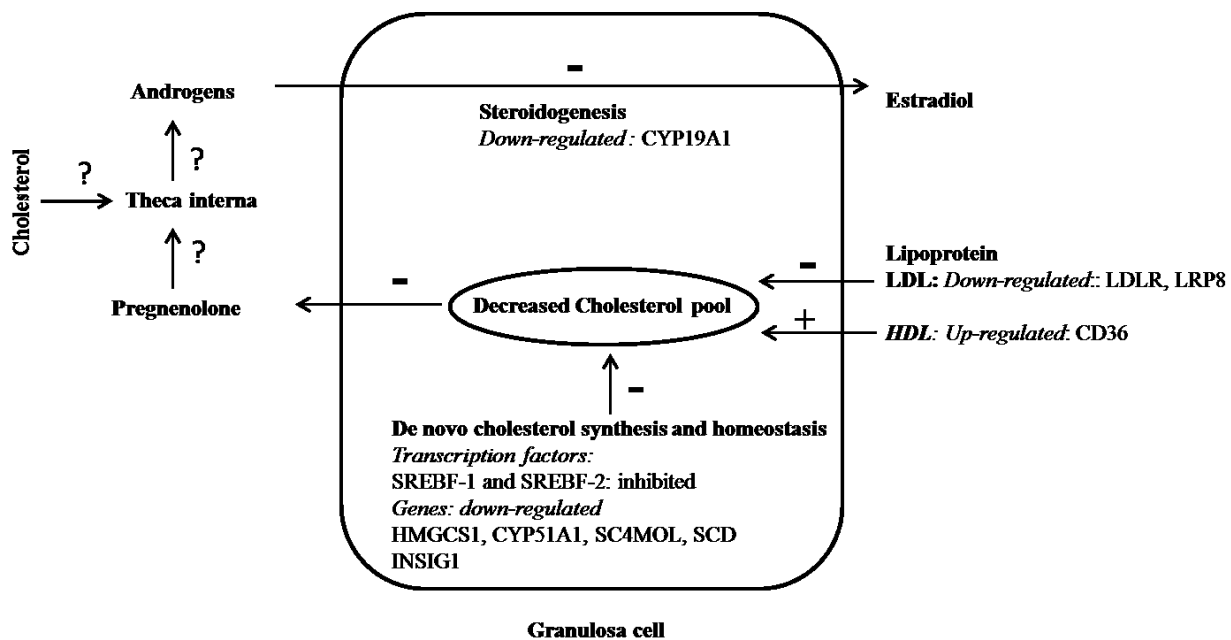 -
Androgens
Estradiol
Steroidogenesis
Down-regulated: CYP19A1
?
?
Cholesterol
Theca interna
?
Lipoprotein
-
LDL: Down-regulated:: LDLR, LRP8
-
Decreased Cholesterol pool
Pregnenolone
+
HDL: Up-regulated: CD36
-
De novo cholesterol synthesis and homeostasis
Transcription factors:
SREBF-1 and SREBF-2: inhibited
Genes: down-regulated
HMGCS1, CYP51A1, SC4MOL, SCD
INSIG1
Granulosa cell